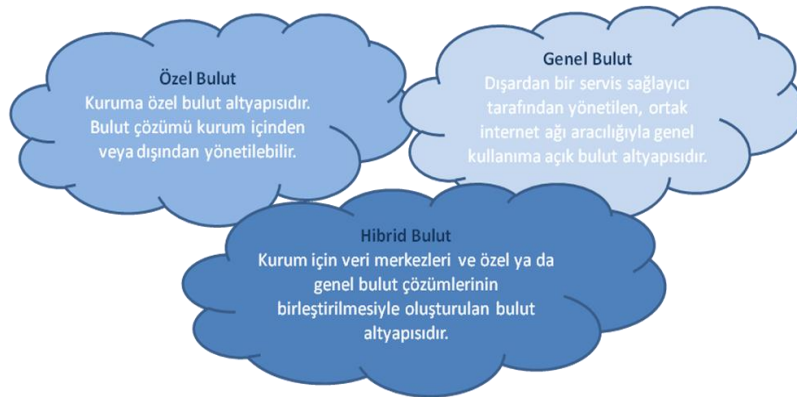 Özel Bulut
Kuruma özel bulut altyapısıdır.
Bulut çözümü kurum içinden
veya dışından yönetilebilir.
Genel Bulut
Dışardan bir servis sağlayıcı
tarafından yönetilen, ortak
internet ağı aracılığıyla genel
kullanıma açık bulut altyapısıdır.
Hibrid Bulut
Kurum için veri merkezleri ve özel ya da
genel bulut çözümlerinin
birleştirilmesiyle oluşturulan bulut
altyapısıdır.